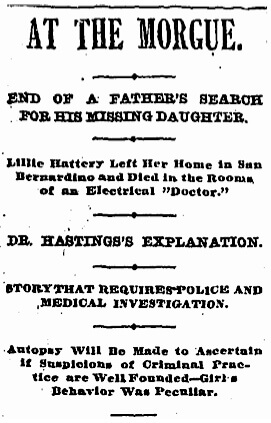 AT THE MORGUE.
END OF A FATHER'S SEARCH
FOR HIS MISSING DAUGHTER.
Lillie Hattery Left Her Home in San
Bernardino and Died in the Rooms
of an Electrical "Doctor."
DR. HASTINGS'S EXPLANATION.
STORY THAT REQUIRES POLICE AND
MEDICAL INVESTIGATION.
Autopsy Will Be Made to Ascertain
if Suspicions of Criminal Prac-
tice are Well Founded—Girl's
Behavior Was Peculiar.